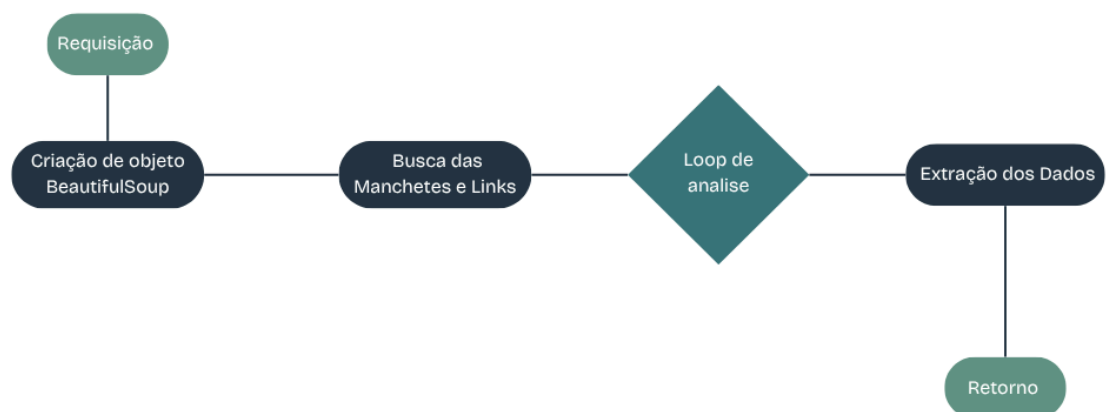 Requisição
Criação de objeto
BeautifulSoup
Busca das
Manchetes e Links
Loop de
analise
Extração dos Dados
Retorno